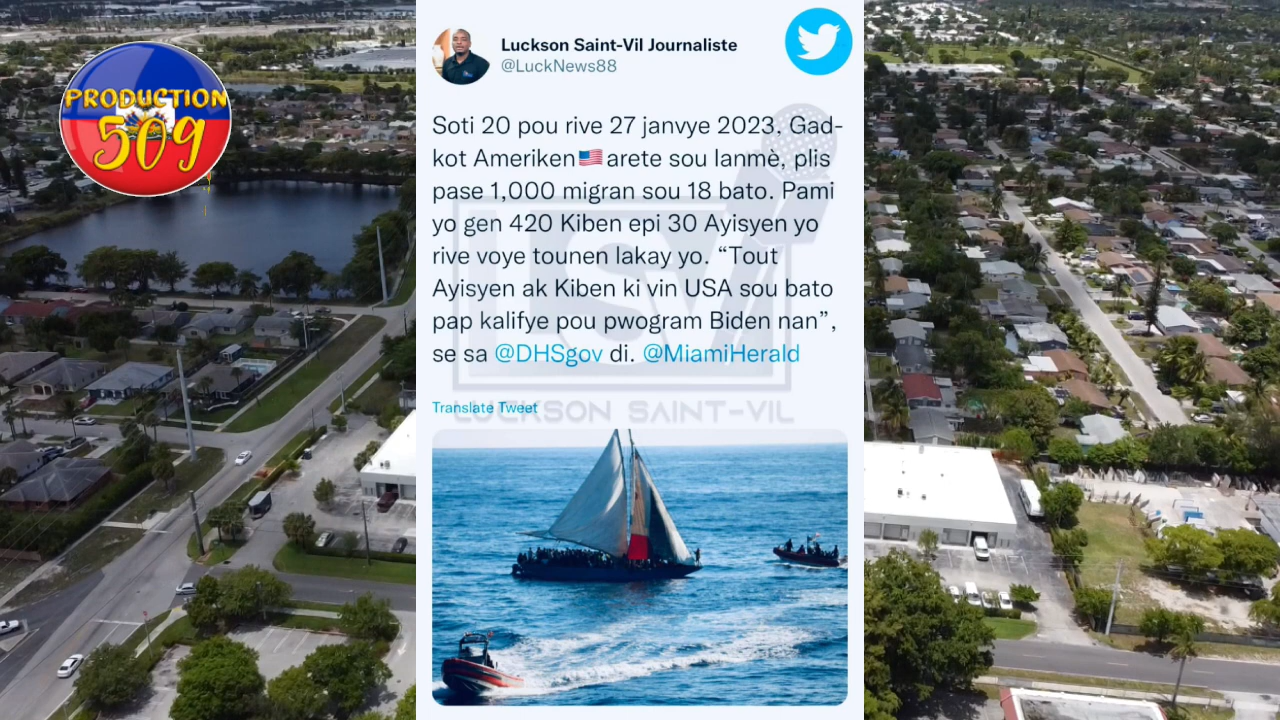 PRODUCTION
509
Luckson Saint-Vil Journaliste
@LuckNews88
Soti 20 pou rive 27 janvye 2023. Gad-
kot Ameriken🇺🇸arete sou lanmè, plis
pase 1,000 migran sou 18 bato. Pami
yo gen 420 Kiben epi 30 Ayisyen yo
rive voye tounen lakay yo. “Tout
Ayisyen ak Kiben ki vin USA sou bato
pap kalifye pou pwogram Biden nan”,
se sa @DHSgov di. @MiamiHerald
LSV
LUCKSON SAINT-VIL
Translate Tweet